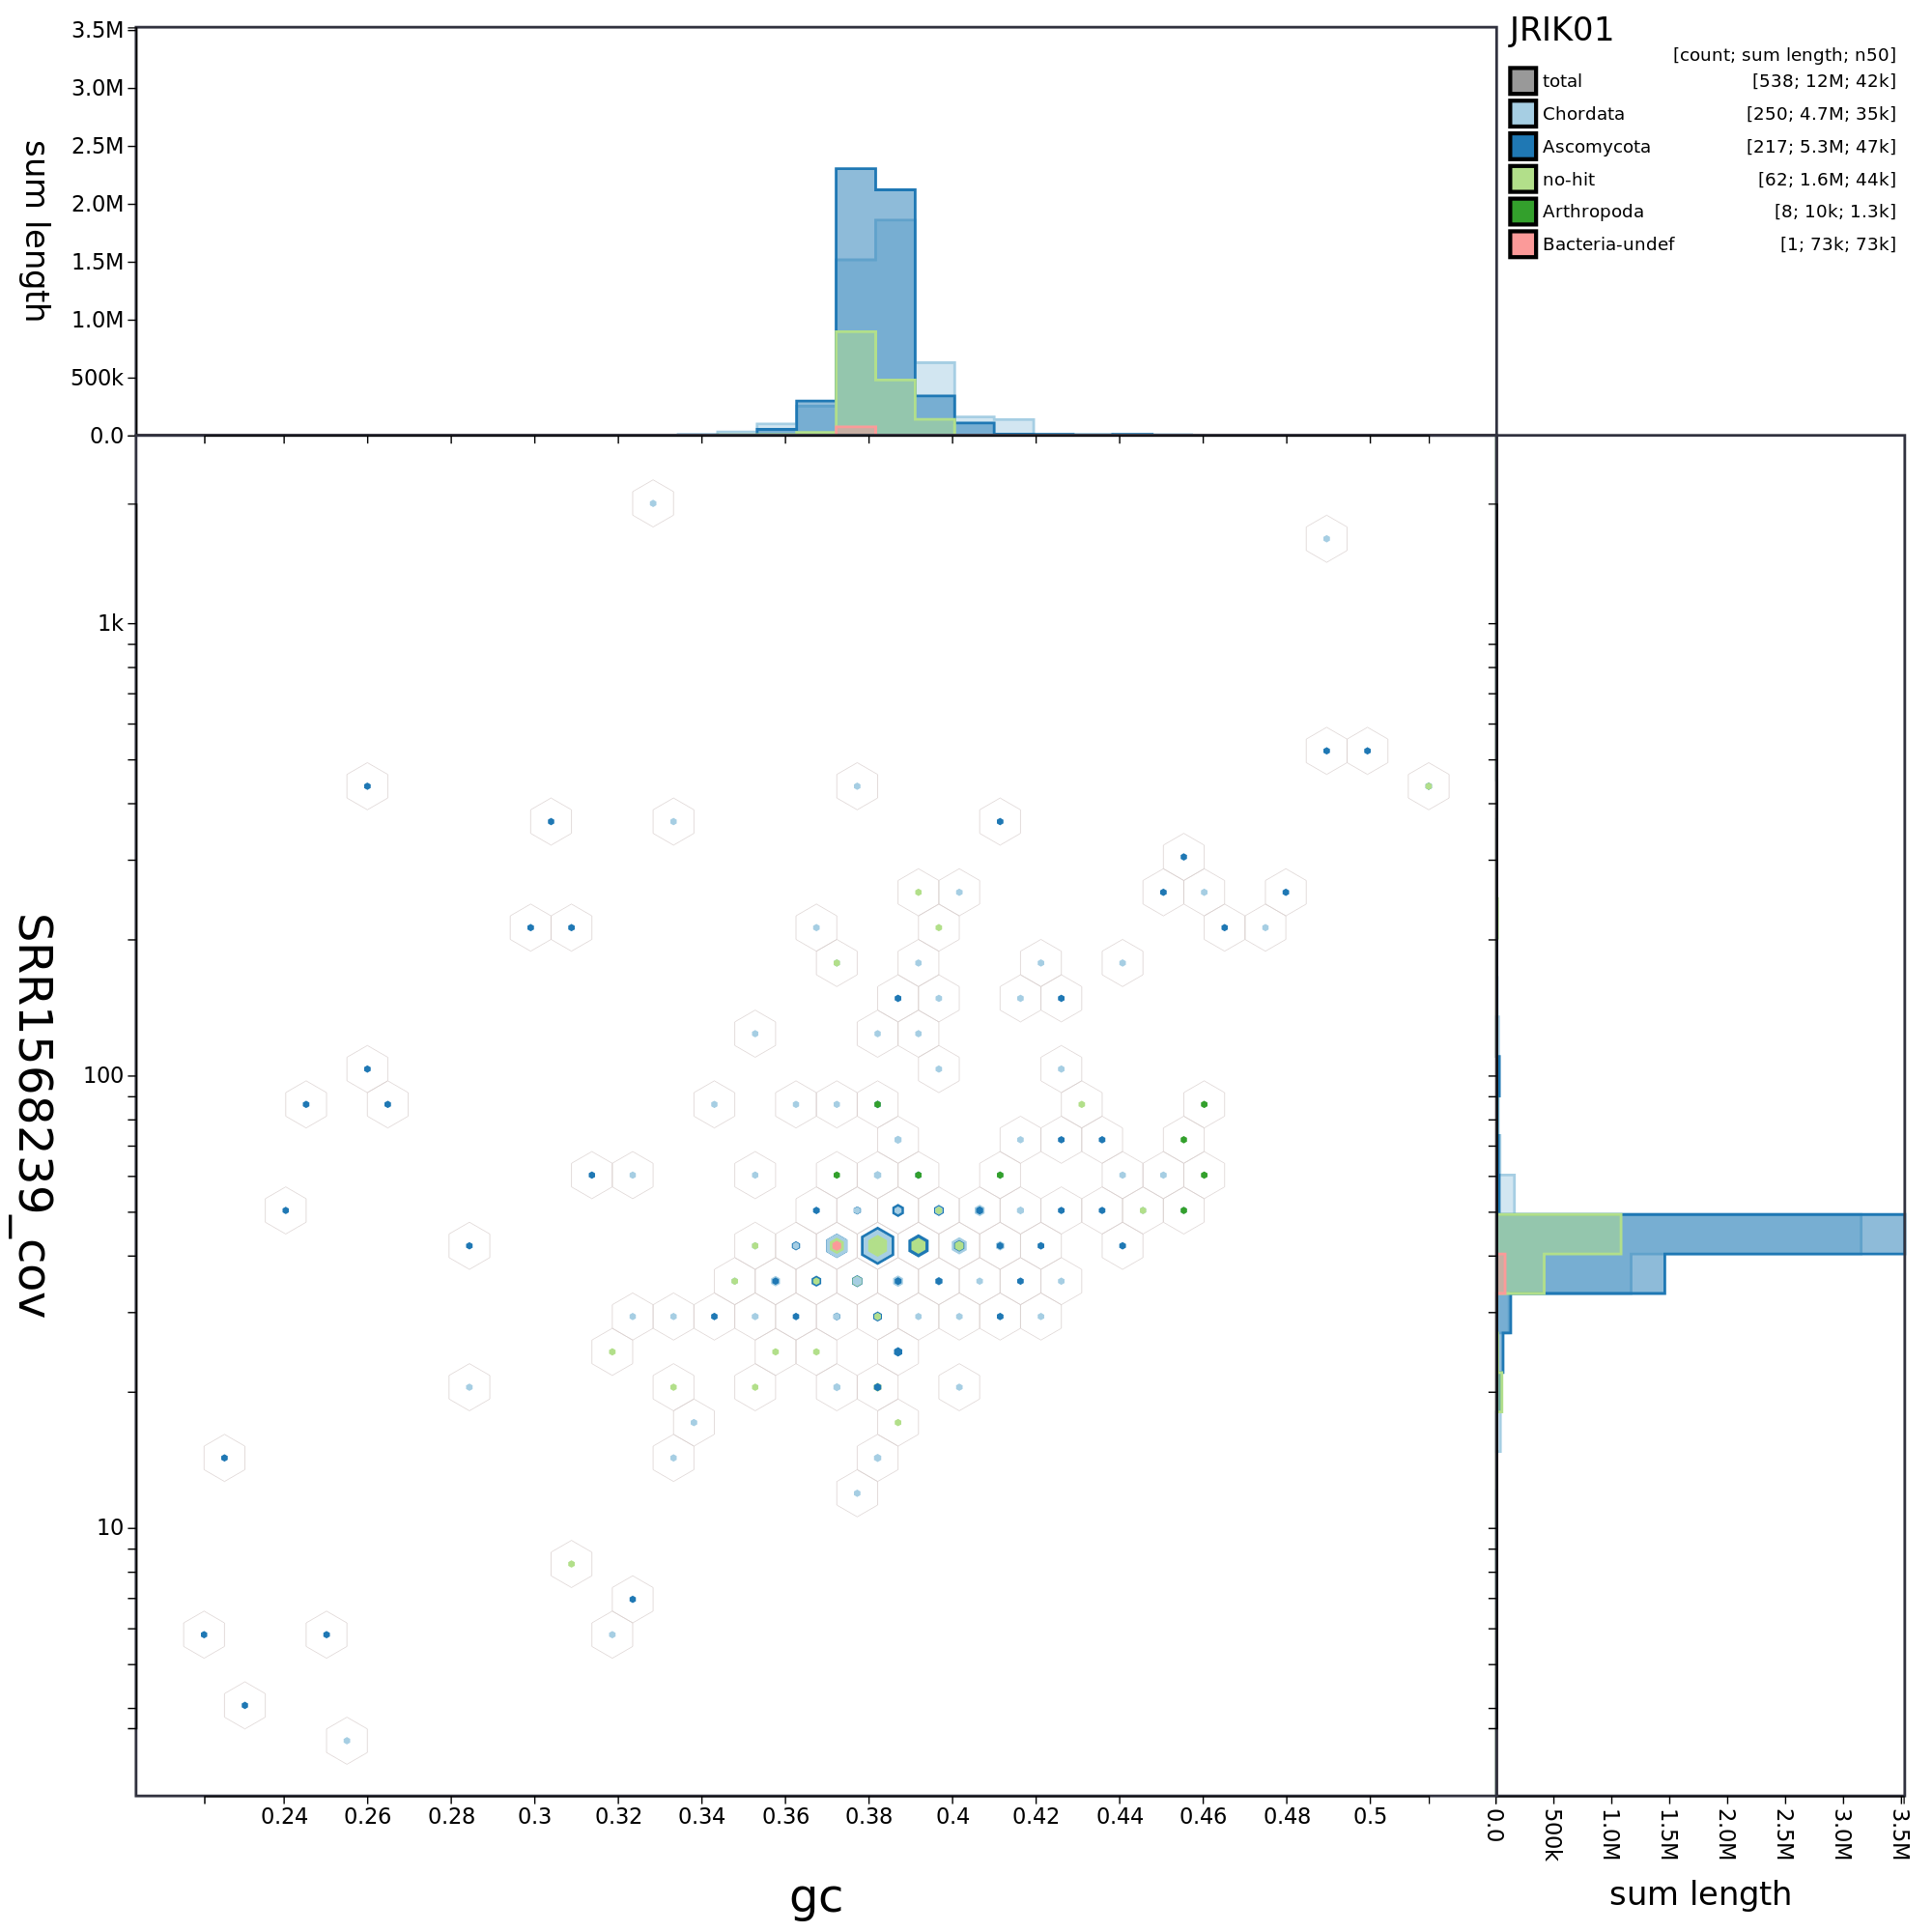 JRIK01
[count; sum length; n50]
total [538; 12M; 42k]
Chordata [250; 4.7M; 35k]
Ascomycota [217; 5.3M; 47k]
no-hit [62; 1.6M; 44k]
Arthropoda [8; 10k; 1.3k]
Bacteria-undef [1; 73k; 73k]
sum length
3.5M
3.0M
2.5M
2.0M
1.5M
1.0M
500k
0.0
SRR1568239_cov
1k
100
10
0.24 0.26 0.28 0.3 0.32 0.34 0.36 0.38 0.4 0.42 0.44 0.46 0.48 0.5
gc
0.0 500k 1.0M 1.5M 2.0M 2.5M 3.0M 3.5M
sum length